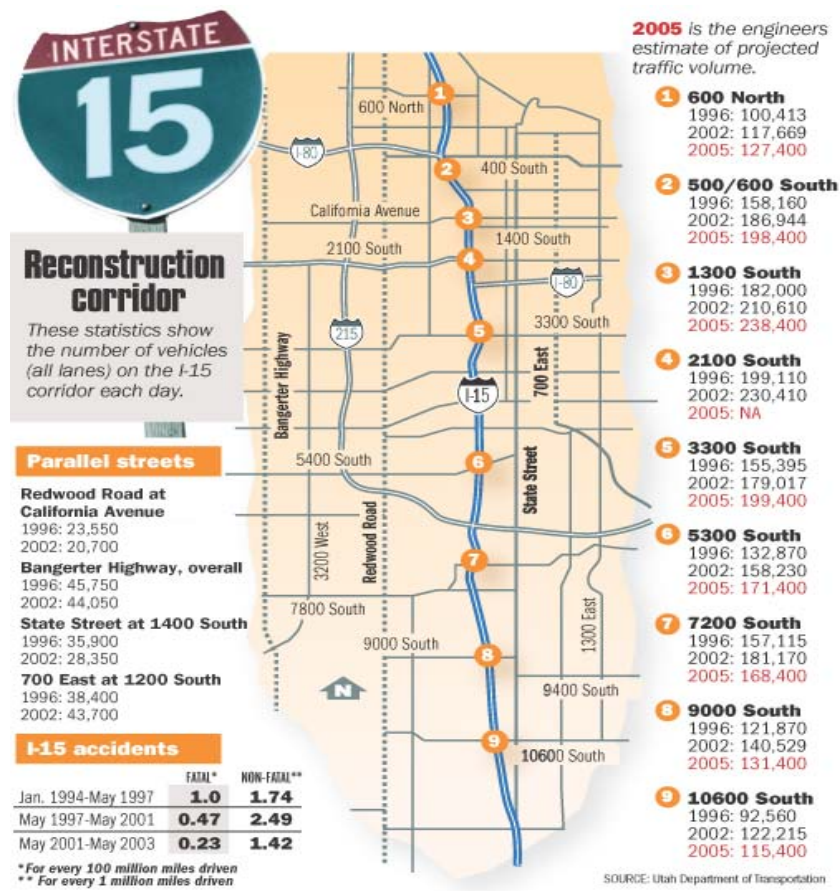 INTERSTATE
15
Reconstruction
corridor
These statistics show
the number of vehicles
(all lanes) on the I-15
corridor each day.
Parallel streets
Redwood Road at
California Avenue
1996: 23,550
2002: 20,700
Bangerter Highway, overall
1996: 45,750
2002: 44,050
State Street at 1400 South
1996: 35,900
2002: 28,350
700 East at 1200 South
1996: 38,400
2002: 43,700
I-15 accidents
FATAL* NON-FATAL**
Jan. 1994-May 1997 1.0 1.74
May 1997-May 2001 0.47 2.49
May 2001-May 2003 0.23 1.42
*For every 100 million miles driven
** For every 1 million miles driven
1
600 North
I-80
2
400 South
California Avenue
3
2100 South
1400 South
4
I-80
215
5
3300 South
Bangerter Highway
I-15
700 East
5400 South
6
State Street
3200 West
Redwood Road
7
7800 South
1300 East
9000 South
8
N
9400 South
9
10600 South
2005 is the engineers
estimate of projected
traffic volume.
1 600 North
1996: 100,413
2002: 117,669
2005: 127,400
2 500/600 South
1996: 158,160
2002: 186,944
2005: 198,400
3 1300 South
1996: 182,000
2002: 210,610
2005: 238,400
4 2100 South
1996: 199,110
2002: 230,410
2005: NA
5 3300 South
1996: 155,395
2002: 179,017
2005: 199,400
6 5300 South
1996: 132,870
2002: 158,230
2005: 171,400
7 7200 South
1996: 157,115
2002: 181,170
2005: 168,400
8 9000 South
1996: 121,870
2002: 140,529
2005: 131,400
9 10600 South
1996: 92,560
2002: 122,215
2005: 115,400
SOURCE: Utah Department of Transportation